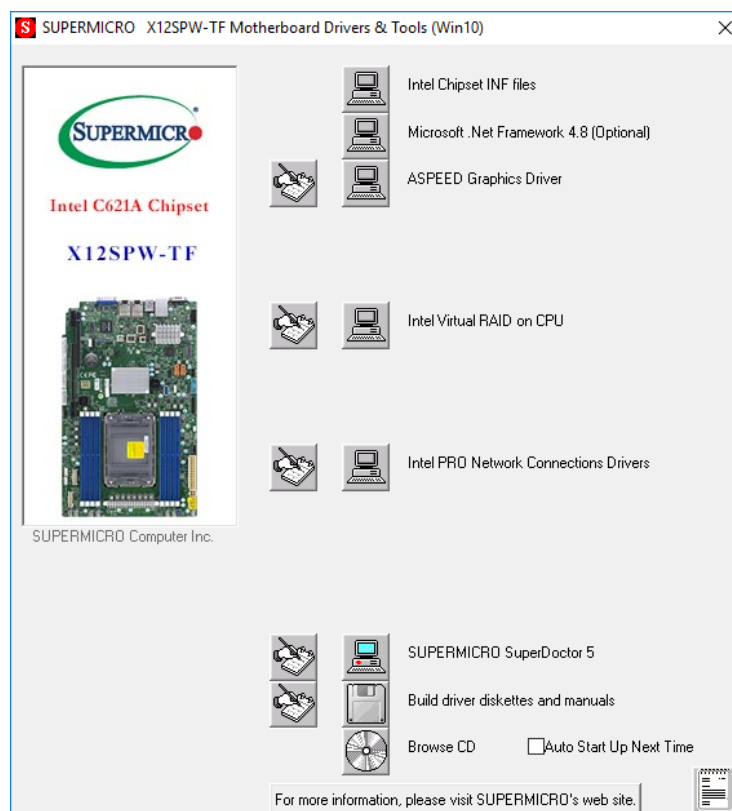 S SUPERMICRO X12SPW-TF Motherboard Drivers & Tools (Win10)
SUPERMICR
Intel C621A Chipset
X12SPW-TF
SUPERMICRO Computer Inc.
Intel Chipset INF files
Microsoft .Net Framework 4.8 (Optional)
ASPEED Graphics Driver
Intel Virtual RAID on CPU
Intel PRO Network Connections Drivers
SUPERMICRO SuperDoctor 5
Build driver diskettes and manuals
Browse CD Auto Start Up Next Time
For more information, please visit SUPERMICRO's web site.